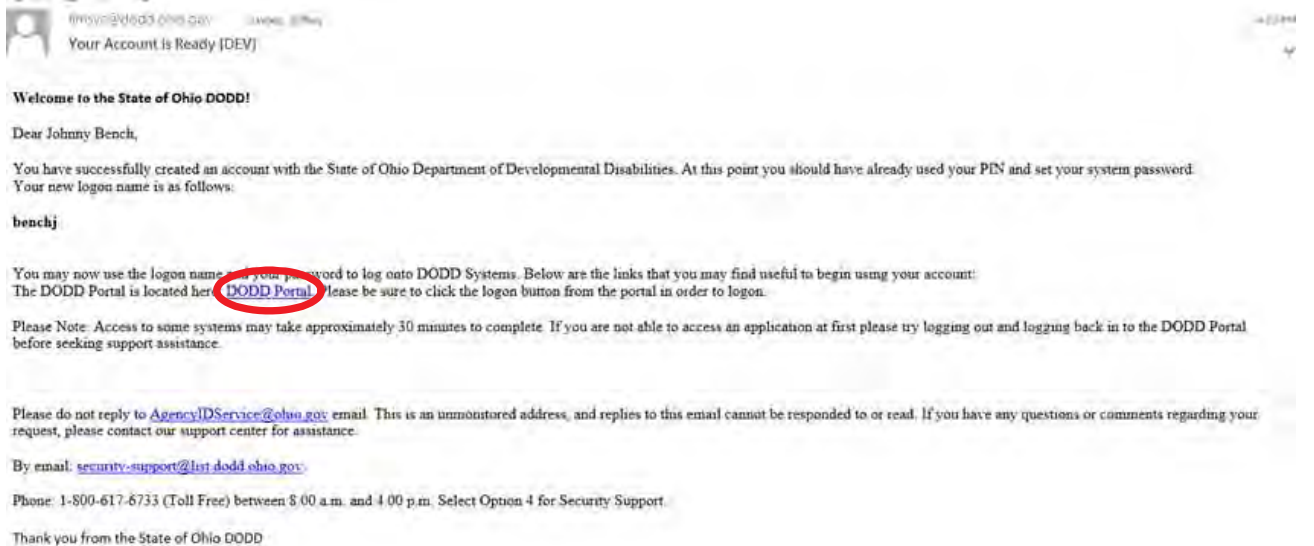 Your Account is Ready [DEV]
Welcome to the State of Ohio DODD!
Dear Johnny Bench,
You have successfully created an account with the State of Ohio Department of Developmental Disabilities. At this point you should have already used your PIN and set your system password.
Your new logon name is as follows:
benchj
You may now use the logon name and your password to log onto DODD Systems. Below are the links that you may find useful to begin using your account:
The DODD Portal is located here DODD Portal Please be sure to click the logon button from the portal in order to logon.
Please Note: Access to some systems may take approximately 30 minutes to complete. If you are not able to access an application at first please try logging out and logging back in to the DODD Portal
before seeking support assistance.
Please do not reply to AgencyIDService@ohio.gov email. This is an unmonitored address, and replies to this email cannot be responded to or read. If you have any questions or comments regarding your
request, please contact our support center for assistance.
By email: security-support@list.dodd.ohio.gov.
Phone: 1-800-617-6733 (Toll Free) between 8:00 a.m. and 4:00 p.m. Select Option 4 for Security Support.
Thank you from the State of Ohio DODD